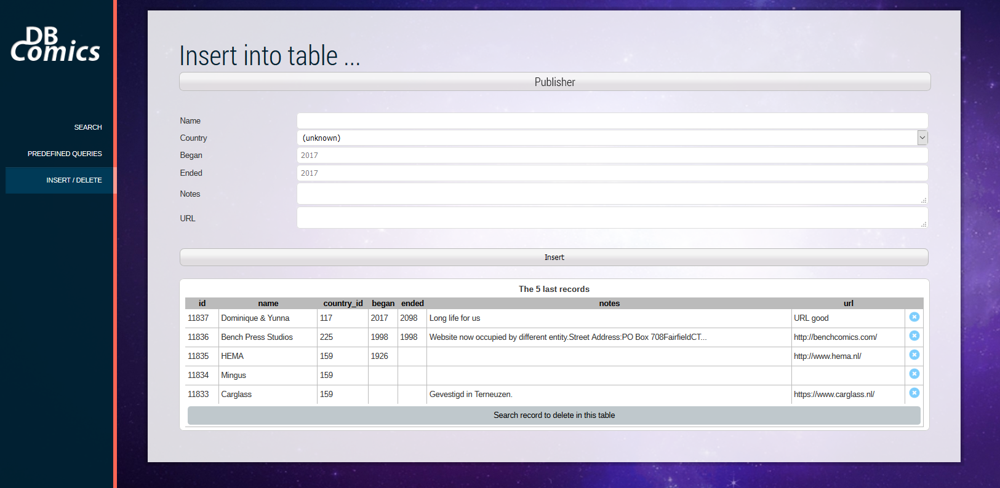 DB
Comics
SEARCH
PREDEFINED QUERIES
INSERT / DELETE
Insert into table ...
Publisher
Name
Country (unknown)
Began 2017
Ended 2017
Notes
URL
Insert
The 5 last records
id name country_id began ended notes url
11837 Dominique & Yunna 117 2017 2098 Long life for us URL good
11836 Bench Press Studios 225 1998 1998 Website now occupied by different entity.Street Address:PO Box 708FairfieldCT... http://benchcomics.com/
11835 HEMA 159 1926 http://www.hema.nl/
11834 Mingus 159
11833 Carglass 159 Gevestigd in Terneuzen. https://www.carglass.nl/
Search record to delete in this table